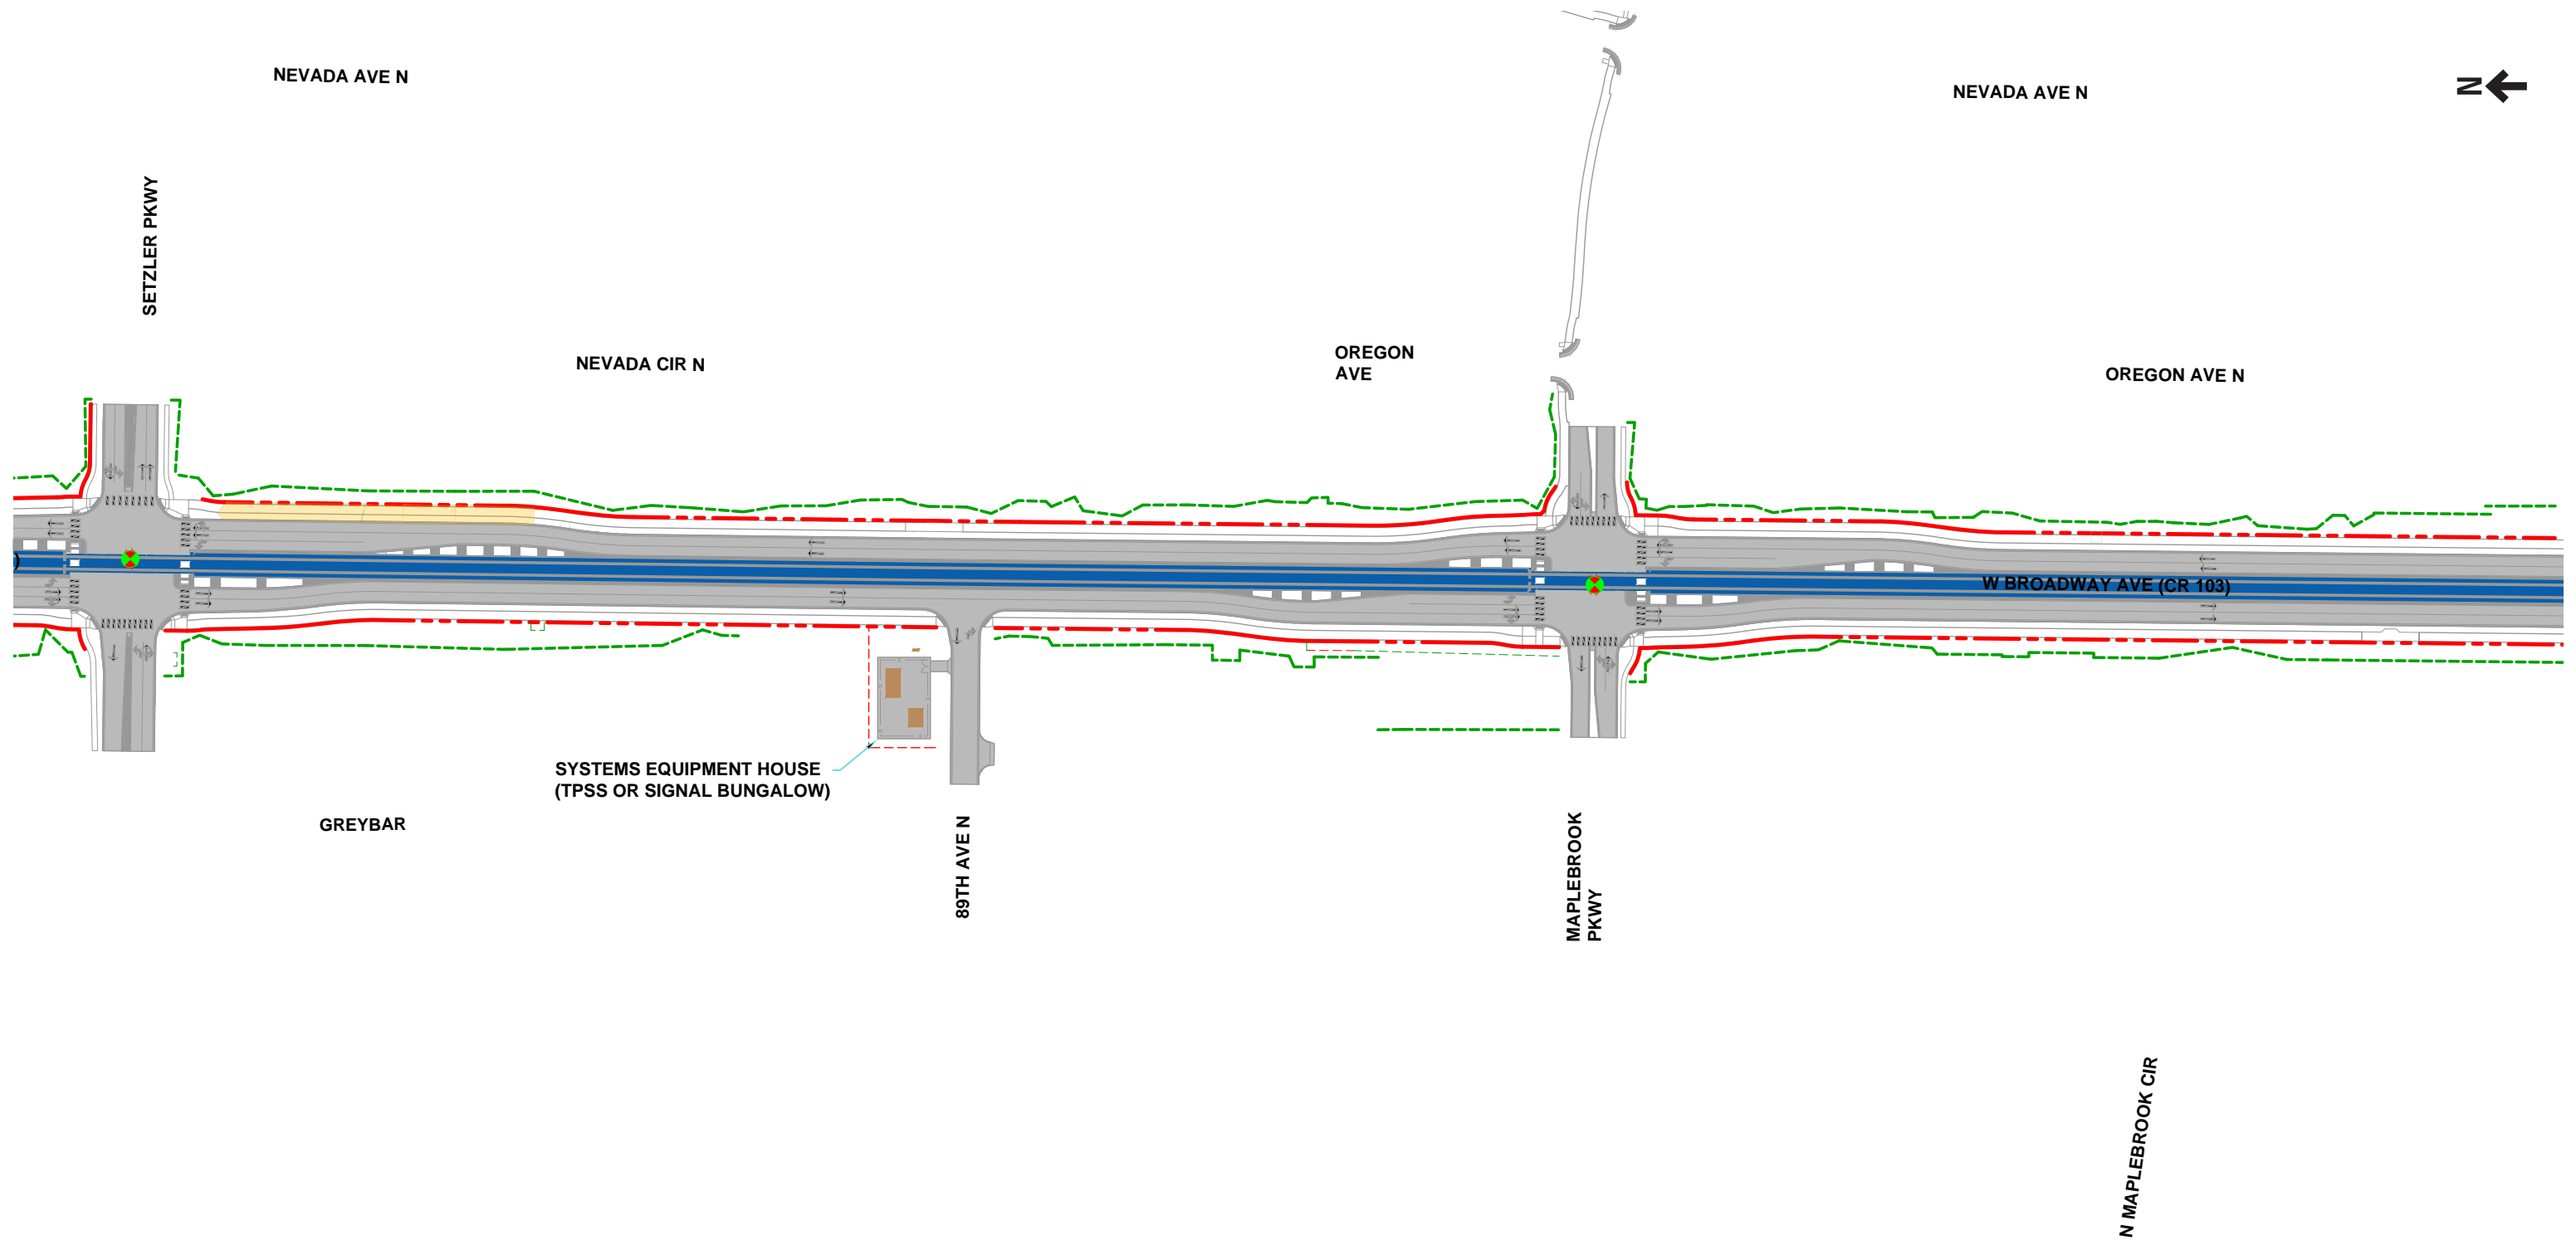 NEVADA AVE N
NEVADA AVE N
N
SETZLER PKWY
NEVADA CIR N
OREGON
AVE
OREGON AVE N
)
W BROADWAY AVE (CR 103)
SYSTEMS EQUIPMENT HOUSE
(TPSS OR SIGNAL BUNGALOW)
GREYBAR
89TH AVE N
MAPLEBROOK
PKWY
N MAPLEBROOK CIR